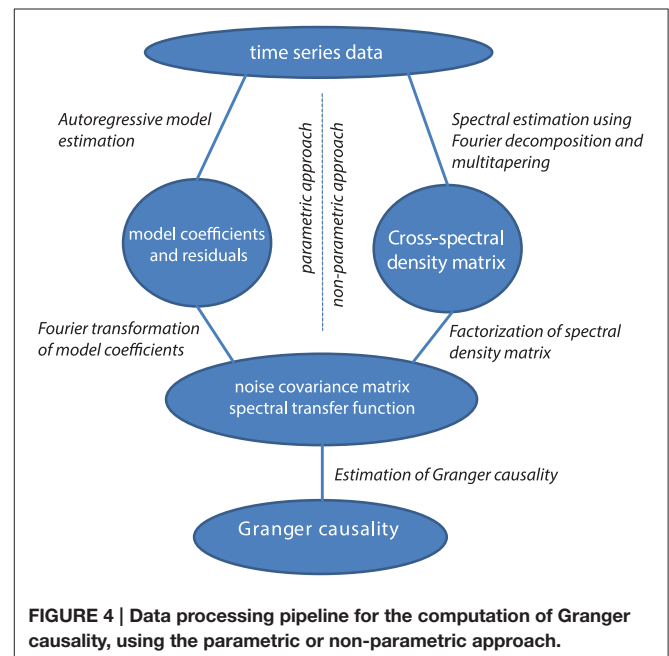 time series data
Autoregressive model
estimation
parametric approach
non-parametric approach
Spectral estimation using
Fourier decomposition and
multitapering
model coefficients
and residuals
Cross-spectral
density matrix
Fourier transformation
of model coefficients
Factorization of spectral
density matrix
noise covariance matrix
spectral transfer function
Estimation of Granger causality
Granger causality
FIGURE 4 | Data processing pipeline for the computation of Granger
causality, using the parametric or non-parametric approach.